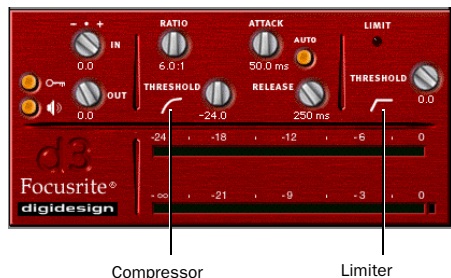 − • +
RATIO
ATTACK
LIMIT
IN
AUTO
0.0
6.0:1
50.0 ms
THRESHOLD
RELEASE
THRESHOLD
OUT
0.0
-24.0
250 ms
0.0
-24 -18 -12 -6 0
d3
Focusrite®
digidesign
-∞ -21 -9 -3 0
Compressor
Limiter